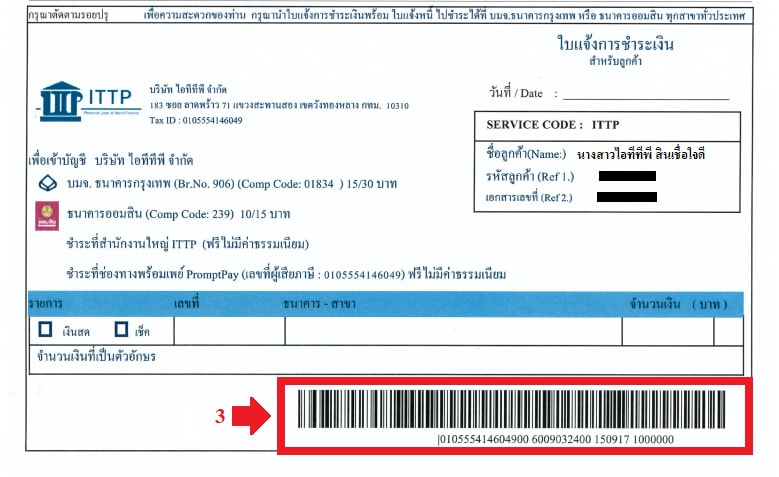 กรุณาตัดตามรอยปรุ เพื่อความสะดวกของท่าน กรุณานำใบแจ้งการชำระเงินพร้อม ใบแจ้งหนี้ ไปชำระได้ที่ บมจ.ธนาคารกรุงเทพ หรือ ธนาคารออมสิน ทุกสาขาทั่วประเทศ
ใบแจ้งการชำระเงิน
สำหรับลูกค้า
ITTP
Personal Loan & Nano Finance
บริษัท ไอทีทีพี จำกัด
183 ซอย ลาดพร้าว 71 แขวงสะพานสอง เขตวังทองหลาง กทม. 10310
Tax ID : 0105554146049
วันที่ / Date :
SERVICE CODE : ITTP
ชื่อลูกค้า(Name:) นางสาวไอทีทีพี สินเชื่อใจดี
รหัสลูกค้า (Ref 1.)
เอกสารเลขที่ (Ref 2.)
เพื่อเข้าบัญชี บริษัท ไอทีทีพี จำกัด
บมจ. ธนาคารกรุงเทพ (Br.No. 906) (Comp Code: 01834 ) 15/30 บาท
ออมสิน
ธนาคารออมสิน (Comp Code: 239) 10/15 บาท
ชำระที่สำนักงานใหญ่ ITTP (ฟรีไม่มีค่าธรรมเนียม)
ชำระที่ช่องทางพร้อมเพย์ PromptPay (เลขที่ผู้เสียภาษี : 0105554146049) ฟรีไม่มีค่าธรรมเนียม
รายการ เลขที่ ธนาคาร - สาขา จำนวนเงิน ( บาท )
เงินสด เช็ค
จำนวนเงินที่เป็นตัวอักษร
3
|010555414604900 6009032400 150917 1000000